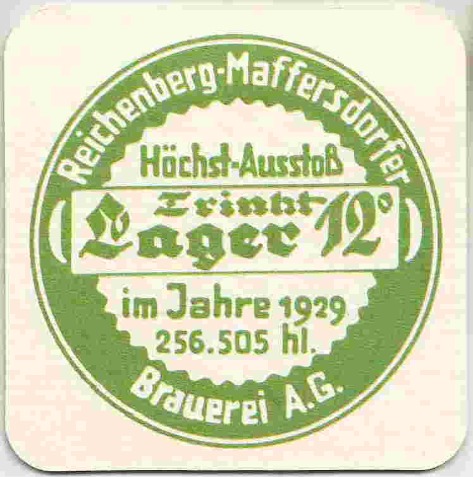 Reichenberg-Maffersdorfer
Höchst-Ausstoß
Trinkt
Lager 12°
im Jahre 1929
256.505 hl.
Brauerei A.G.